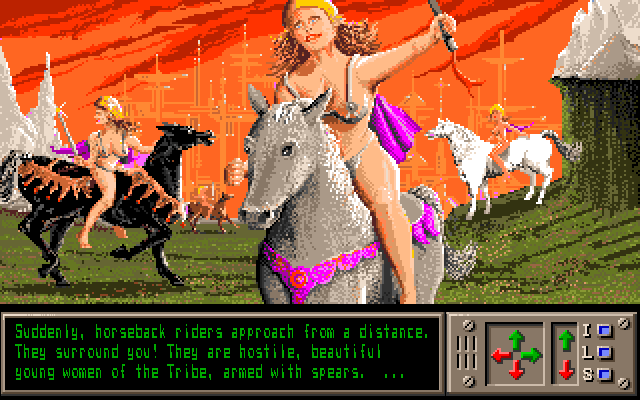 Suddenly, horseback riders approach from a distance.
They surround you! They are hostile, beautiful
young women of the Tribe, armed with spears.  ...
I
L
S